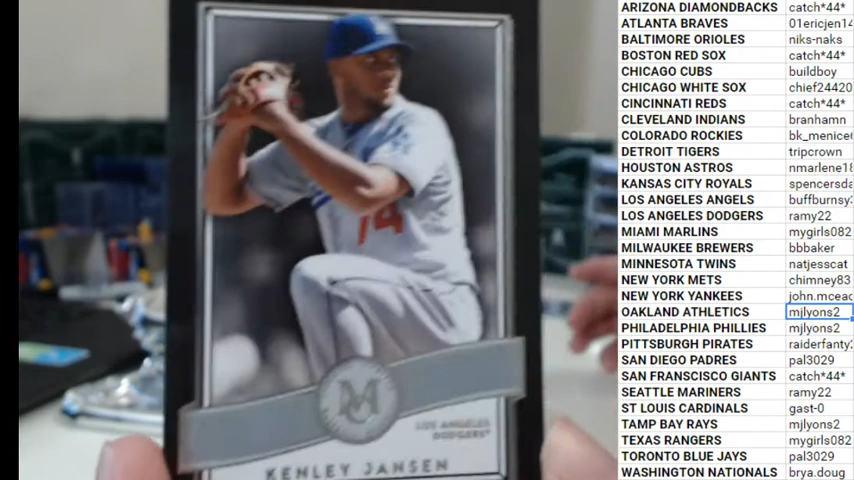 74
M
LOS ANGELES
DODGERS
KENLEY JANSEN
ARIZONA DIAMONDBACKS catch*44*
ATLANTA BRAVES 01ericjen14
BALTIMORE ORIOLES niks-naks
BOSTON RED SOX catch*44*
CHICAGO CUBS buildboy
CHICAGO WHITE SOX chief24420
CINCINNATI REDS catch*44*
CLEVELAND INDIANS branhamn
COLORADO ROCKIES bk_menice
DETROIT TIGERS tripcrown
HOUSTON ASTROS nmarlene18
KANSAS CITY ROYALS spencersda
LOS ANGELES ANGELS buffburnsy
LOS ANGELES DODGERS ramy22
MIAMI MARLINS mygirls082
MILWAUKEE BREWERS bbbaker
MINNESOTA TWINS natjesscat
NEW YORK METS chimney83
NEW YORK YANKEES john.mceac
OAKLAND ATHLETICS mjlyons2
PHILADELPHIA PHILLIES mjlyons2
PITTSBURGH PIRATES raiderfanty
SAN DIEGO PADRES pal3029
SAN FRANSCISCO GIANTS catch*44*
SEATTLE MARINERS ramy22
ST LOUIS CARDINALS gast-0
TAMPA BAY RAYS mjlyons2
TEXAS RANGERS mygirls082
TORONTO BLUE JAYS pal3029
WASHINGTON NATIONALS brya.doug